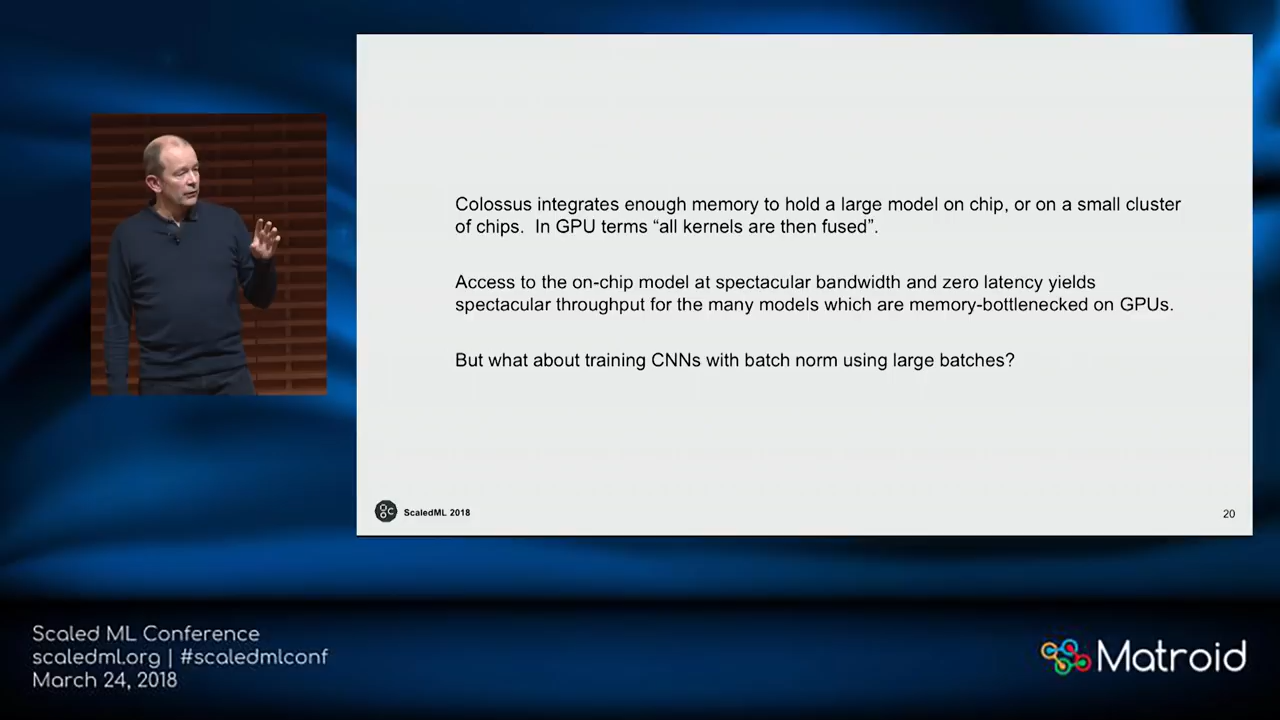 Colossus integrates enough memory to hold a large model on chip, or on a small cluster
of chips. In GPU terms “all kernels are then fused”.
Access to the on-chip model at spectacular bandwidth and zero latency yields
spectacular throughput for the many models which are memory-bottlenecked on GPUs.
But what about training CNNs with batch norm using large batches?
ScaledML 2018
20
Scaled ML Conference
scaledml.org | #scaledmlconf
March 24, 2018
Matroid